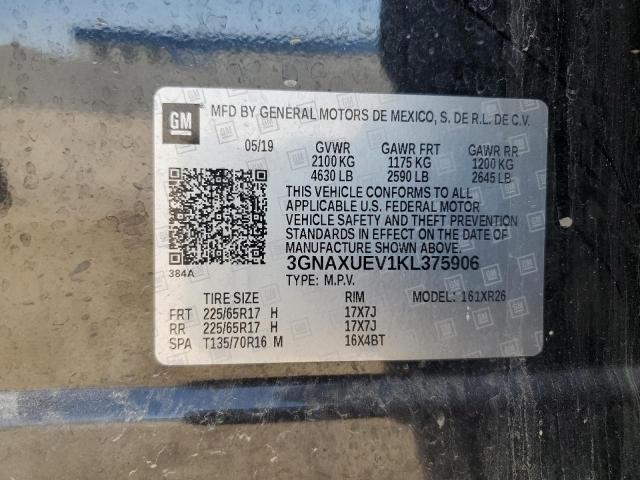 GM MFD BY GENERAL MOTORS DE MEXICO, S. DE R.L. DE C.V.
05/19 GVWR GAWR FRT GAWR RR
2100 KG 1175 KG 1200 KG
4630 LB 2590 LB 2645 LB
THIS VEHICLE CONFORMS TO ALL
APPLICABLE U.S. FEDERAL MOTOR
VEHICLE SAFETY AND THEFT PREVENTION
STANDARDS IN EFFECT ON THE DATE OF
MANUFACTURE SHOWN ABOVE.
384A
3GNAXUEV1KL375906
TYPE: M.P.V.
TIRE SIZE RIM MODEL: 161XR26
FRT 225/65R17 H 17X7J
RR 225/65R17 H 17X7J
SPA T135/70R16 M 16X4BT